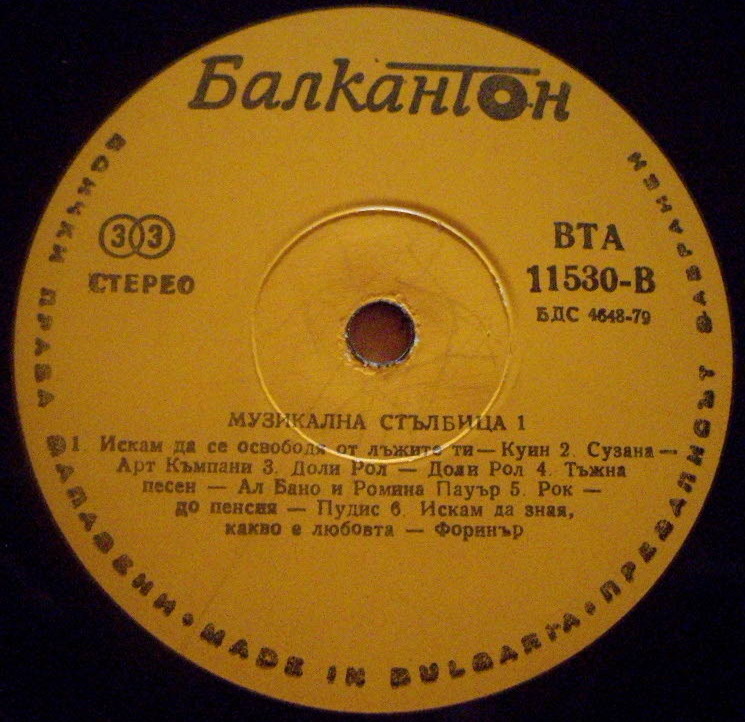 Балкантон
33
СТЕРЕО
ВТА
11530-В
БДС 4648-79
МУЗИКАЛНА СТЪЛБИЦА 1
1. Искам да се освободя от лъжите ти — Куин 2. Сузана —
Арт Къмпани 3. Доли Рол — Доли Рол 4. Тъжна
песен — Ал Бано и Ромина Пауър 5. Рок —
до пенсия — Пудис 6. Искам да зная,
какво е любовта — Форинър
ВСИЧКИ ПРАВА ЗАПАЗЕНИ • MADE IN BULGARIA • ПРЕЗАПИСЪТ ЗАБРАНЕН